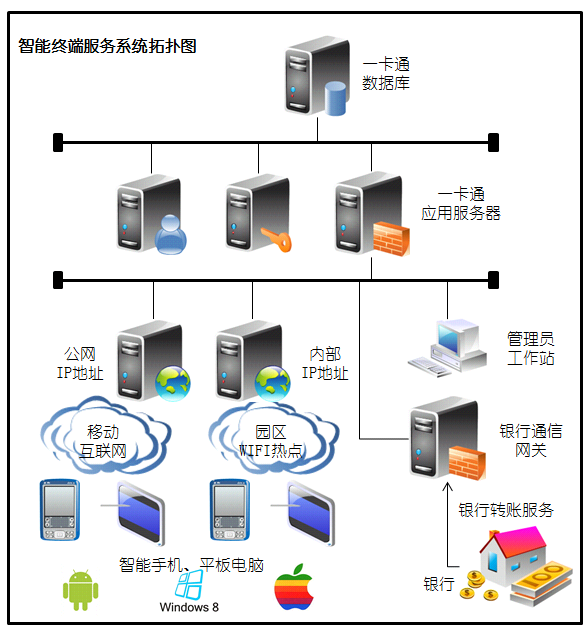 智能终端服务系统拓扑图
一卡通
数据库
一卡通
应用服务器
公网
IP地址
内部
IP地址
管理员
工作站
移动
互联网
园区
WIFI热点
银行通信
网关
银行转账服务
智能手机、平板电脑
银行
Windows 8